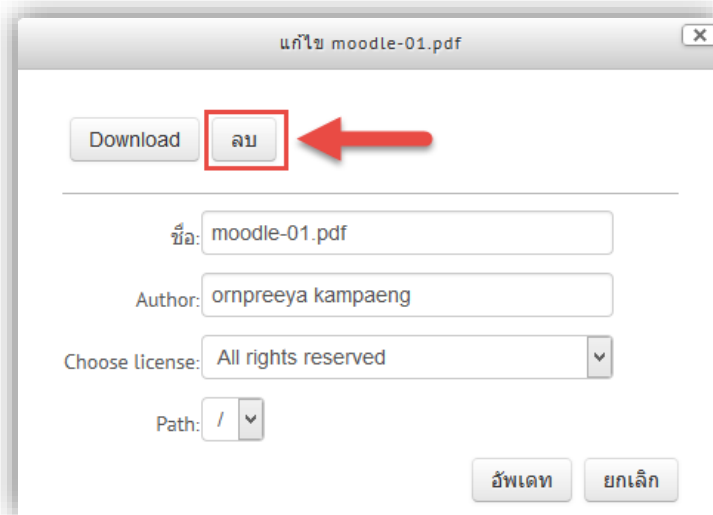 แก้ไข moodle-01.pdf
Download ลบ
ชื่อ: moodle-01.pdf
Author: ornpreeya kampaeng
Choose license: All rights reserved
Path: /
อัพเดท ยกเลิก